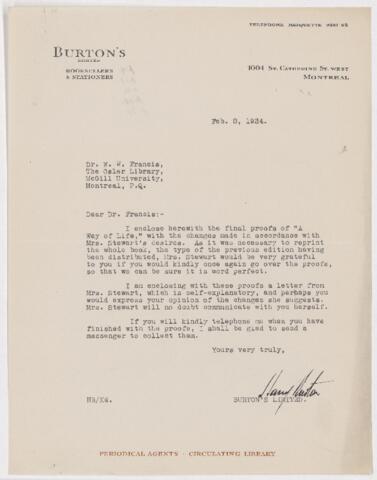 TELEPHONE MARQUETTE
BURTON'S
LIMITED
BOOKSELLERS
& STATIONERS
1004 ST. CATHERINE ST. WEST
MONTREAL
Feb. 1934.
Dr. W. W. Francis,
The Osler Library,
McGill University,
Montreal, P.Q.
Dear Dr. Francis:-
I enclose herewith the final proofs of "A
Way of Life," with the changes made in accordance with
Mrs. Stewart's desires. As it was necessary to reprint
the whole book, the type of the previous edition having
been distributed, Mrs. Stewart would be very grateful
to you if you would kindly once again go over the proofs,
so that we can be sure it is word perfect.
I am enclosing with these proofs a letter from
Mrs. Stewart, which is self-explanatory, and perhaps you
would express your opinion of the changes she suggests.
Mrs. Stewart will no doubt communicate with you herself.
If you will kindly telephone me when you have
finished with the proofs, I shall be glad to send a
messenger to collect them.
Yours very truly,
Harry Burton
BURTON'S LIMITED.
PERIODICAL AGENTS - CIRCULATING LIBRARY